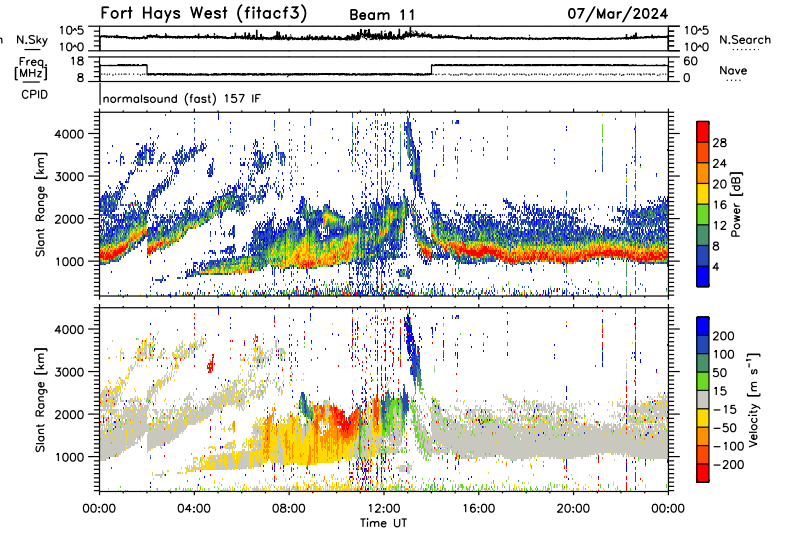 Fort Hays West (fitacf3) Beam 11 07/Mar/2024
N.Sky 10^5 10^0 10^5 10^0 N.Search
Freq. [MHz] 18 8 60 0 Nave
CPID normalsound (fast) 157 IF
Slant Range [km] 4000 3000 2000 1000
28 24 20 16 12 8 4 Power [dB]
Slant Range [km] 4000 3000 2000 1000
200 100 50 15 −15 −50 −100 −200 Velocity [m s⁻¹]
00:00 04:00 08:00 12:00 16:00 20:00 00:00
Time UT